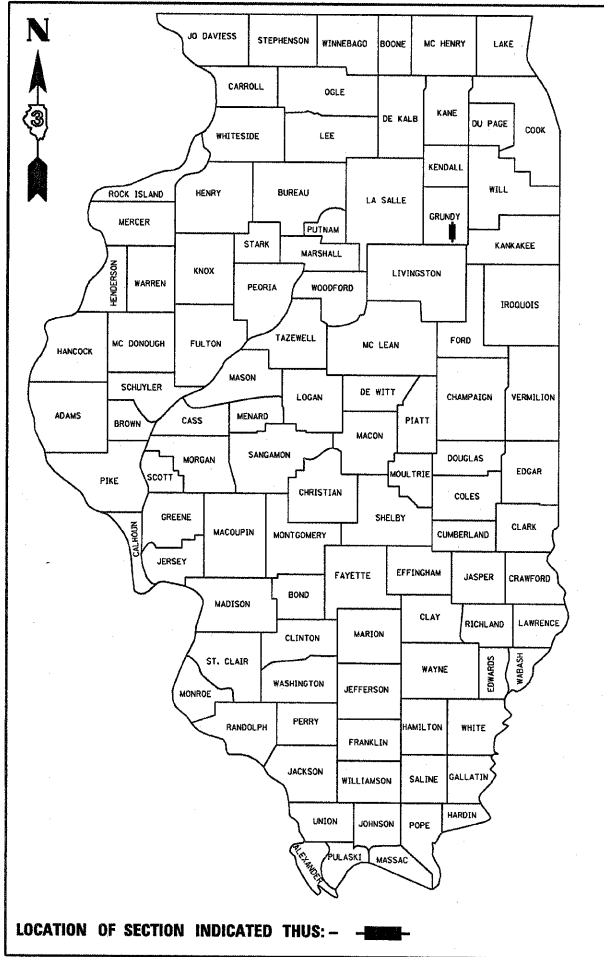 N
3
JO DAVIESS STEPHENSON WINNEBAGO BOONE MC HENRY LAKE
CARROLL OGLE DE KALB KANE DU PAGE COOK
WHITESIDE LEE
KENDALL WILL
ROCK ISLAND HENRY BUREAU LA SALLE GRUNDY
MERCER PUTNAM
STARK MARSHALL KANKAKEE
HENDERSON WARREN KNOX PEORIA WOODFORD LIVINGSTON IROQUOIS
HANCOCK MC DONOUGH FULTON TAZEWELL MC LEAN FORD
SCHUYLER MASON LOGAN DE WITT CHAMPAIGN VERMILION
ADAMS BROWN CASS MENARD MACON PIATT
PIKE SCOTT MORGAN SANGAMON MOULTRIE DOUGLAS EDGAR
CHRISTIAN COLES
CALHOUN GREENE MACOUPIN MONTGOMERY SHELBY CUMBERLAND CLARK
JERSEY FAYETTE EFFINGHAM JASPER CRAWFORD
MADISON BOND
CLINTON MARION CLAY RICHLAND LAWRENCE
ST. CLAIR WASHINGTON WAYNE EDWARDS WABASH
MONROE JEFFERSON
RANDOLPH PERRY FRANKLIN HAMILTON WHITE
JACKSON WILLIAMSON SALINE GALLATIN
UNION JOHNSON POPE HARDIN
ALEXANDER PULASKI MASSAC
LOCATION OF SECTION INDICATED THUS: -